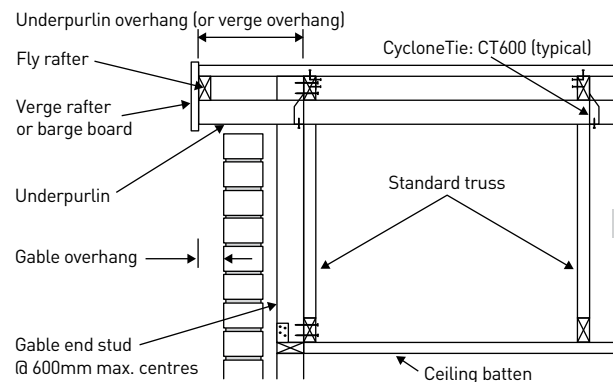 Underpurlin overhang (or verge overhang)
Fly rafter
CycloneTie: CT600 (typical)
Verge rafter
or barge board
Underpurlin
Standard truss
Gable overhang
Gable end stud
@ 600mm max. centres
Ceiling batten